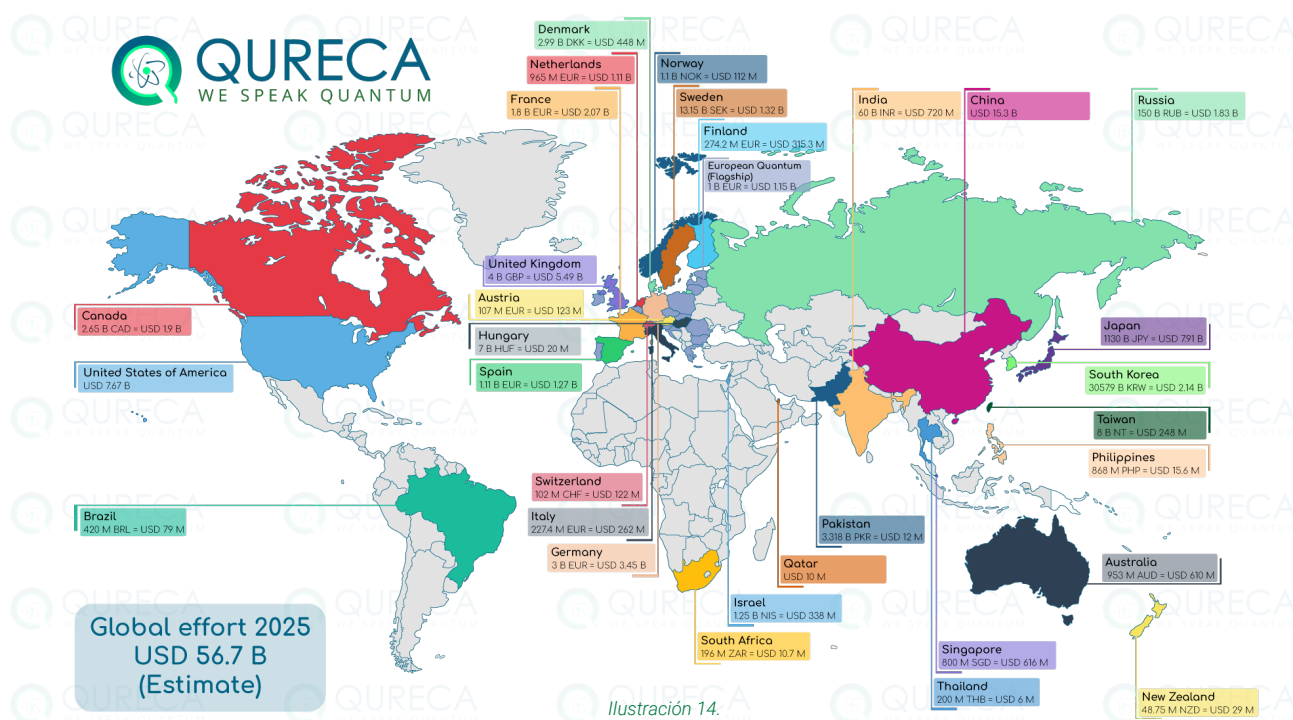 QURECA
WE SPEAK QUANTUM
Denmark
2.99 B DKK = USD 448 M
Netherlands
965 M EUR = USD 1.11 B
France
1.8 B EUR = USD 2.07 B
Norway
1.1 B NOK = USD 112 M
Sweden
13.15 B SEK = USD 1.32 B
Finland
274.2 M EUR = USD 315.3 M
European Quantum
(Flagship)
1 B EUR = USD 1.15 B
India
60 B INR = USD 720 M
China
USD 15.3 B
Russia
150 B RUB = USD 1.83 B
United Kingdom
4 B GBP = USD 5.49 B
Austria
107 M EUR = USD 123 M
Hungary
7 B HUF = USD 20 M
Spain
1.11 B EUR = USD 1.27 B
Canada
2.65 B CAD = USD 1.9 B
United States of America
USD 7.67 B
Japan
1130 B JPY = USD 7.91 B
South Korea
3057.9 B KRW = USD 2.14 B
Taiwan
8 B NT = USD 248 M
Philippines
868 M PHP = USD 15.6 M
Switzerland
102 M CHF = USD 122 M
Italy
227.4 M EUR = USD 262 M
Germany
3 B EUR = USD 3.45 B
Brazil
420 M BRL = USD 79 M
Pakistan
3.318 B PKR = USD 12 M
Qatar
USD 10 M
Israel
1.25 B NIS = USD 338 M
South Africa
196 M ZAR = USD 10.7 M
Australia
953 M AUD = USD 610 M
Singapore
800 M SGD = USD 616 M
Thailand
200 M THB = USD 6 M
New Zealand
48.75 M NZD = USD 29 M
Global effort 2025
USD 56.7 B
(Estimate)
Ilustración 14.